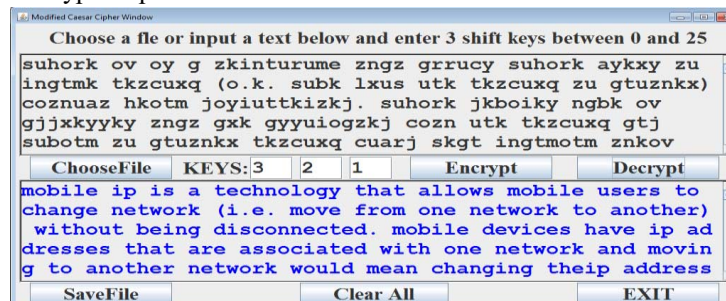 Modified Caesar Cipher Window
Choose a fle or input a text below and enter 3 shift keys between 0 and 25
suhork ov oy g zkinturume zngz grrucy suhork aykxy zu
ingtmk tkzcuxq (o.k. subk lxus utk tkzcuxq zu gtuznkx)
coznuaz hkotm joyiuttkizkj. suhork jkboiky ngbk ov
gjjxkyyky zngz gxk gyyuiogzkj cozn utk tkzcuxq gtj
subotm zu gtuznkx tkzcuxq cuarj skgt ingtmotm znkov
ChooseFile KEYS: 3 2 1 Encrypt Decrypt
mobile ip is a technology that allows mobile users to
change network (i.e. move from one network to another)
without being disconnected. mobile devices have ip ad
dresses that are associated with one network and movin
g to another network would mean changing theip address
SaveFile Clear All EXIT